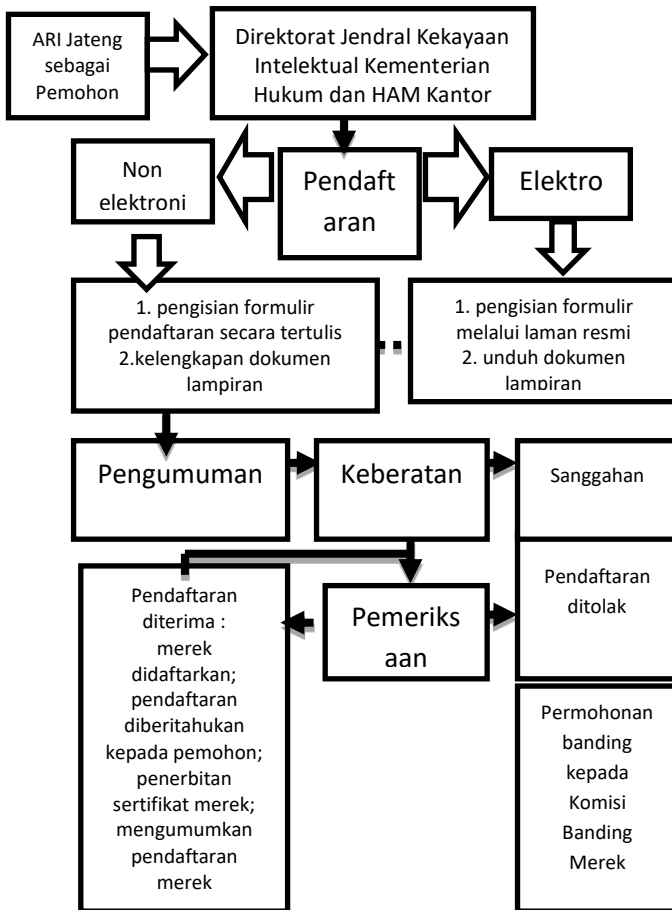 ARI Jateng
sebagai
Pemohon
Direktorat Jendral Kekayaan
Intelektual Kementerian
Hukum dan HAM Kantor
Non
elektroni
Pendaft
aran
Elektro
1. pengisian formulir
pendaftaran secara tertulis
2.kelengkapan dokumen
lampiran
1. pengisian formulir
melalui laman resmi
2. unduh dokumen
lampiran
Pengumuman
Keberatan
Sanggahan
Pendaftaran
diterima :
merek
didaftarkan;
pendaftaran
diberitahukan
kepada pemohon;
penerbitan
sertifikat merek;
mengumumkan
pendaftaran
merek
Pemeriks
aan
Pendaftaran
ditolak
Permohonan
banding
kepada
Komisi
Banding
Merek